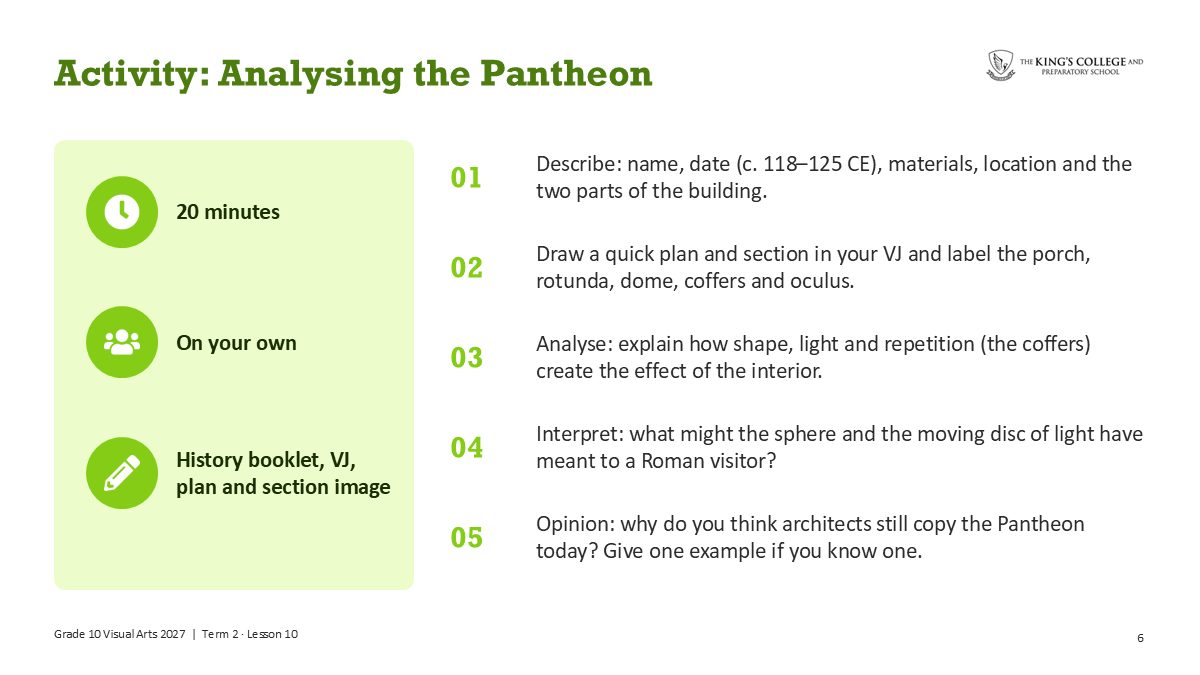 Activity: Analysing the Pantheon
THE KING'S COLLEGE AND
PREPARATORY SCHOOL
20 minutes
On your own
History booklet, VJ,
plan and section image
01
Describe: name, date (c. 118–125 CE), materials, location and the
two parts of the building.
02
Draw a quick plan and section in your VJ and label the porch,
rotunda, dome, coffers and oculus.
03
Analyse: explain how shape, light and repetition (the coffers)
create the effect of the interior.
04
Interpret: what might the sphere and the moving disc of light have
meant to a Roman visitor?
05
Opinion: why do you think architects still copy the Pantheon
today? Give one example if you know one.
Grade 10 Visual Arts 2027 | Term 2 · Lesson 10
6